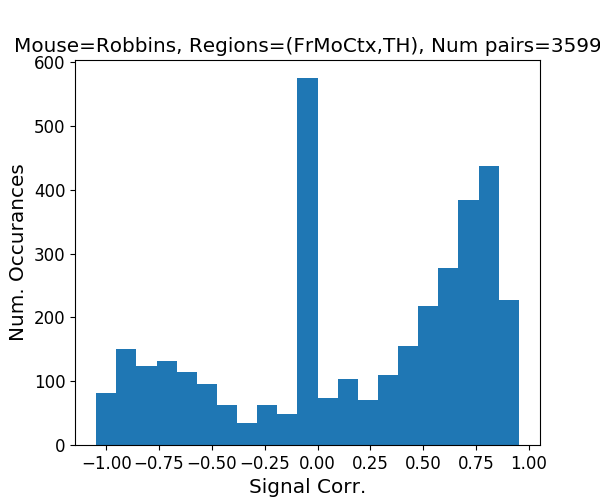 Mouse=Robbins, Regions=(FrMoCtx,TH), Num pairs=3599
600
500
400
300
200
100
0
Num. Occurances
−1.00 −0.75 −0.50 −0.25 0.00 0.25 0.50 0.75 1.00
Signal Corr.